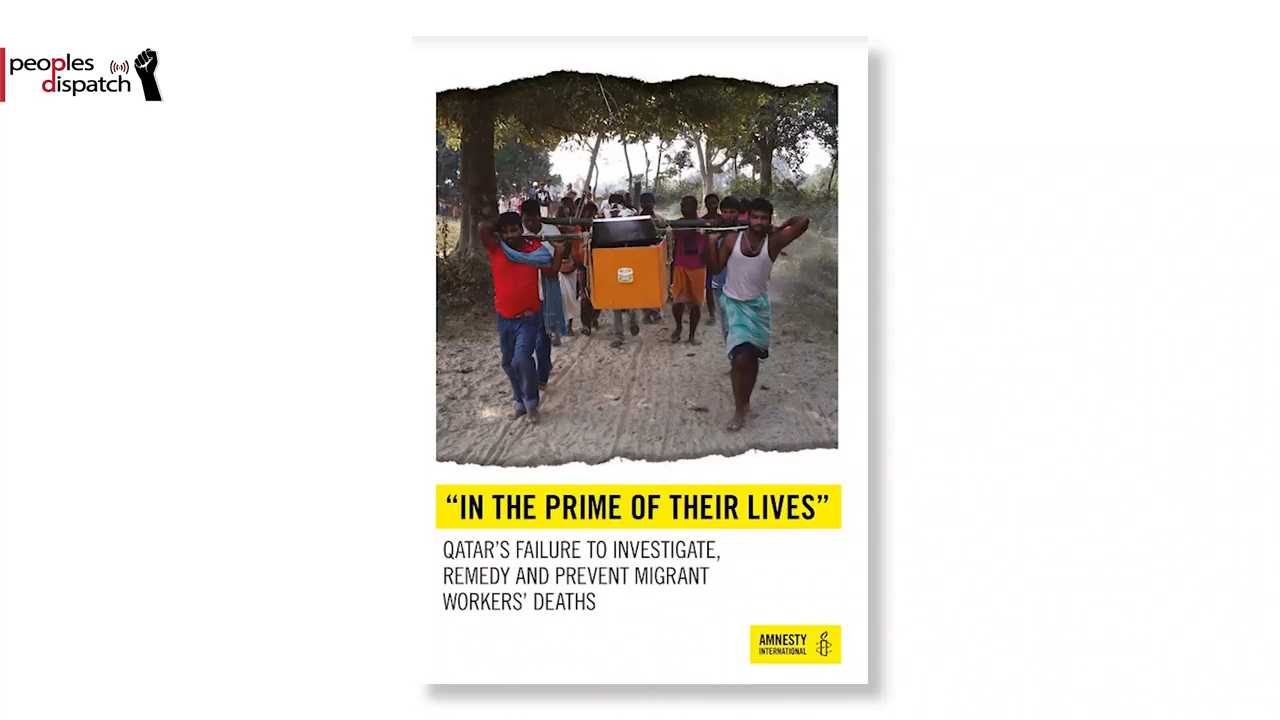 peoples
dispatch
“IN THE PRIME OF THEIR LIVES”
QATAR’S FAILURE TO INVESTIGATE,
REMEDY AND PREVENT MIGRANT
WORKERS’ DEATHS
AMNESTY
INTERNATIONAL